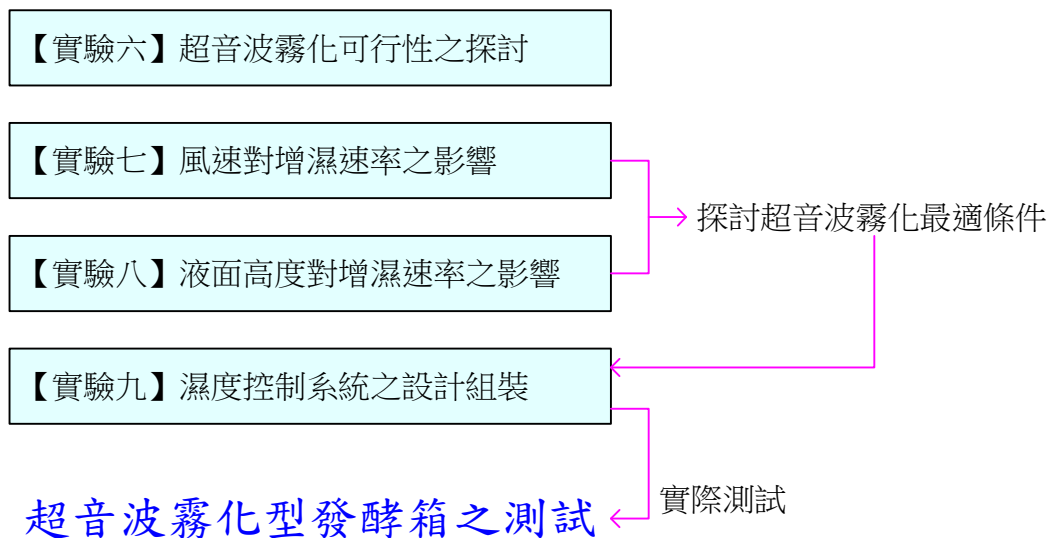 【實驗六】超音波霧化可行性之探討
【實驗七】風速對增濕速率之影響
探討超音波霧化最適條件
【實驗八】液面高度對增濕速率之影響
【實驗九】濕度控制系統之設計組裝
實際測試
超音波霧化型發酵箱之測試